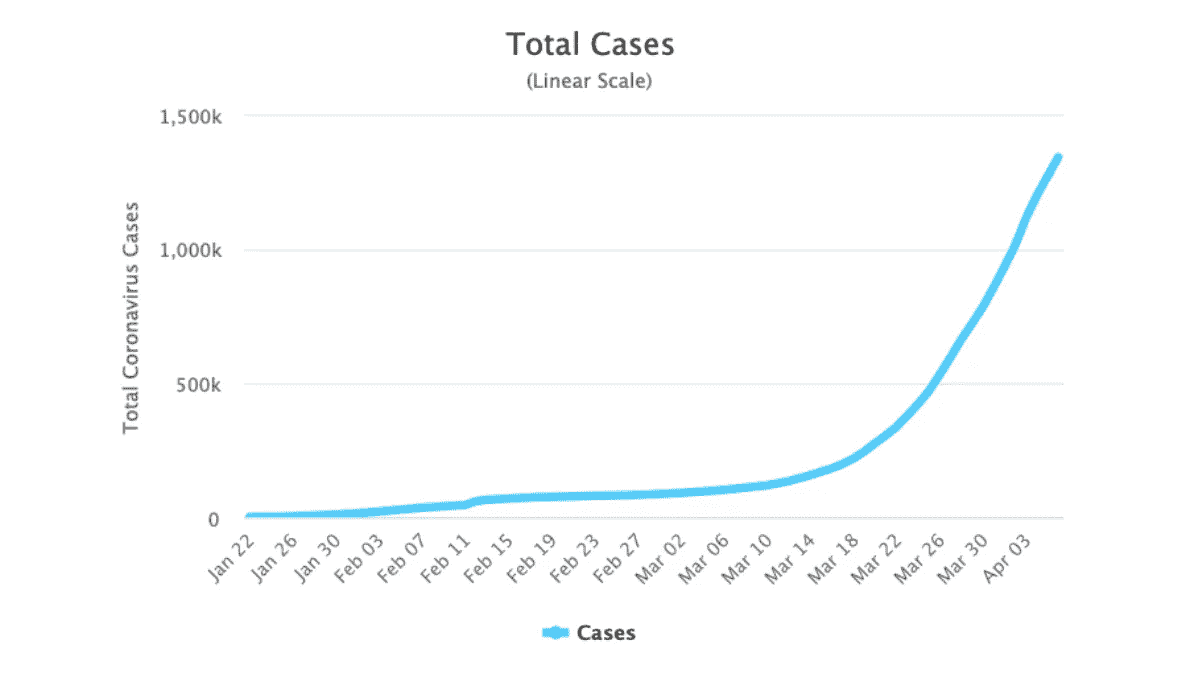 Total Cases
(Linear Scale)
Total Coronavirus Cases
1,500k
1,000k
500k
0
Jan 22
Jan 26
Jan 30
Feb 03
Feb 07
Feb 11
Feb 15
Feb 19
Feb 23
Feb 27
Mar 02
Mar 06
Mar 10
Mar 14
Mar 18
Mar 22
Mar 26
Mar 30
Apr 03
Cases